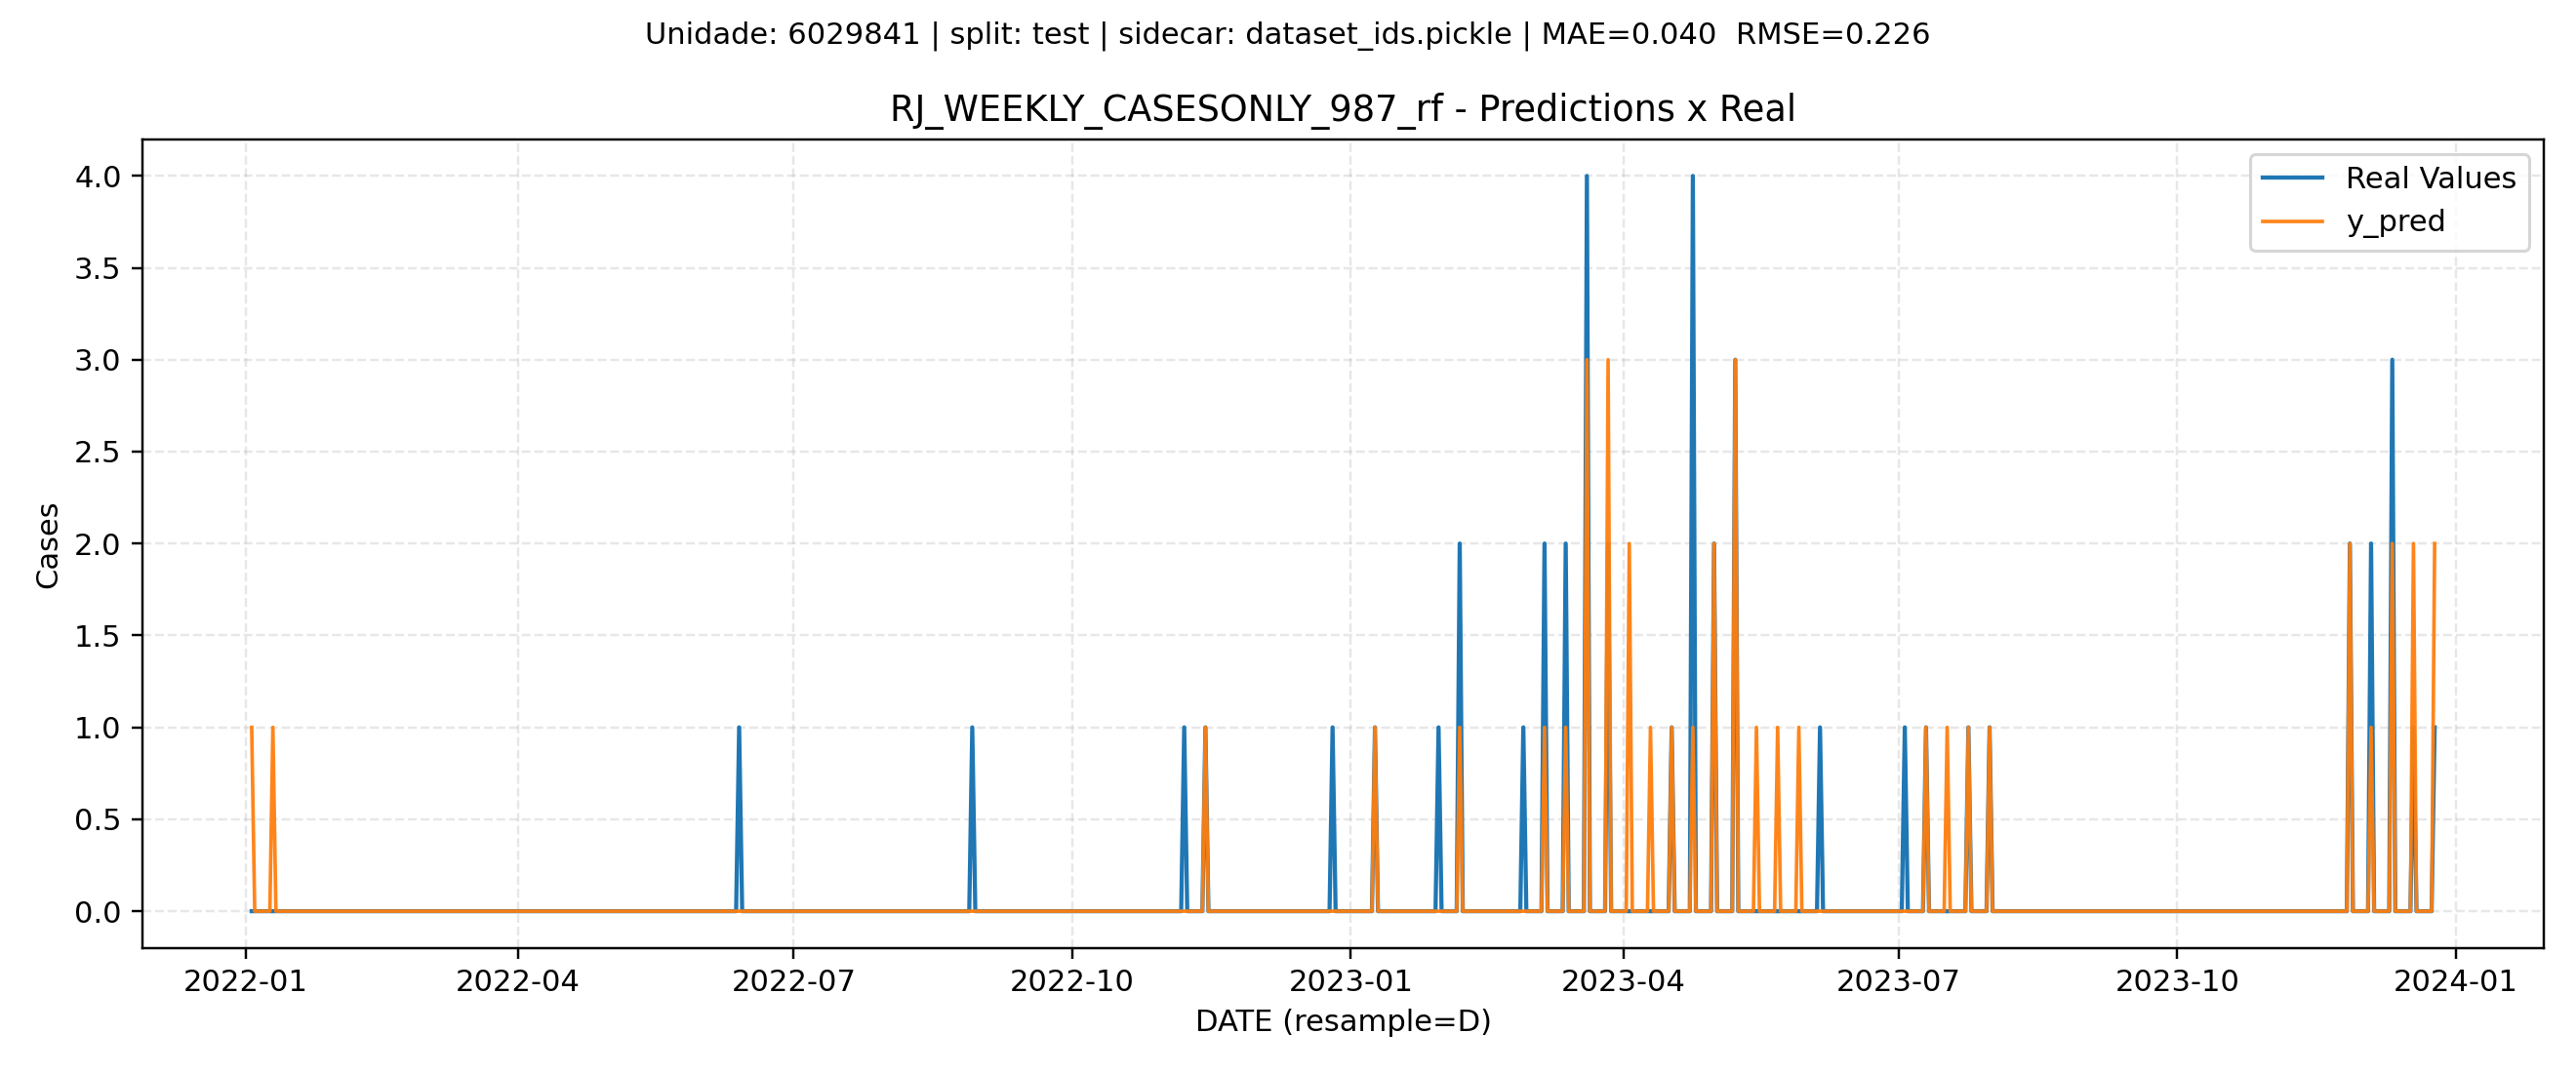 Unidade: 6029841 | split: test | sidecar: dataset_ids.pickle | MAE=0.040  RMSE=0.226
RJ_WEEKLY_CASESONLY_987_rf - Predictions x Real
Real Values
y_pred
4.0
3.5
3.0
2.5
2.0
1.5
1.0
0.5
0.0
Cases
2022-01 2022-04 2022-07 2022-10 2023-01 2023-04 2023-07 2023-10 2024-01
DATE (resample=D)